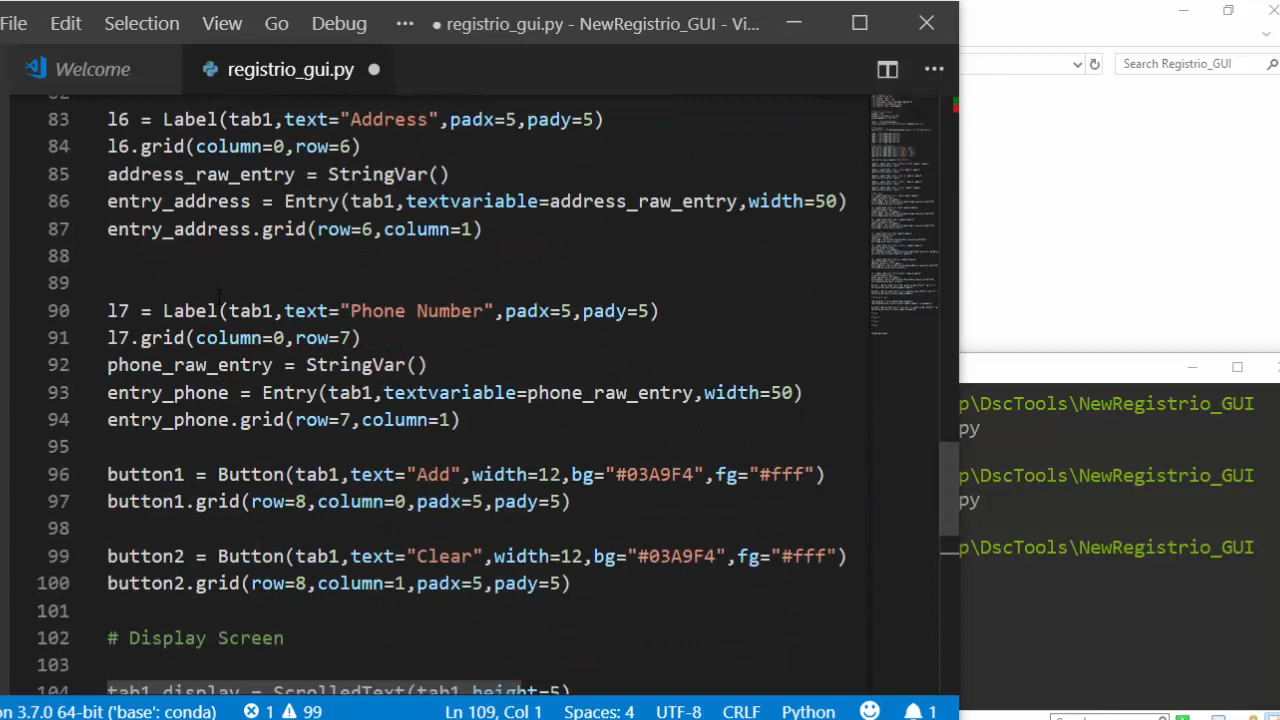 File Edit Selection View Go Debug ··· ● registrio_gui.py - NewRegistrio_GUI - Vi...
Welcome registrio_gui.py
Search Registrio_GUI
82
83 l6 = Label(tab1,text="Address",padx=5,pady=5)
84 l6.grid(column=0,row=6)
85 address_raw_entry = StringVar()
86 entry_address = Entry(tab1,textvariable=address_raw_entry,width=50)
87 entry_address.grid(row=6,column=1)
88
89
90 l7 = Label(tab1,text="Phone Number",padx=5,pady=5)
91 l7.grid(column=0,row=7)
92 phone_raw_entry = StringVar()
93 entry_phone = Entry(tab1,textvariable=phone_raw_entry,width=50)
94 entry_phone.grid(row=7,column=1)
95
96 button1 = Button(tab1,text="Add",width=12,bg="#03A9F4",fg="#fff")
97 button1.grid(row=8,column=0,padx=5,pady=5)
98
99 button2 = Button(tab1,text="Clear",width=12,bg="#03A9F4",fg="#fff")
100 button2.grid(row=8,column=1,padx=5,pady=5)
101
102 # Display Screen
103
104 tab1_display = ScrolledText(tab1,height=5)
p\DscTools\NewRegistrio_GUI
py
p\DscTools\NewRegistrio_GUI
py
p\DscTools\NewRegistrio_GUI
on 3.7.0 64-bit ('base': conda) 1 99 Ln 109, Col 1 Spaces: 4 UTF-8 CRLF Python 1